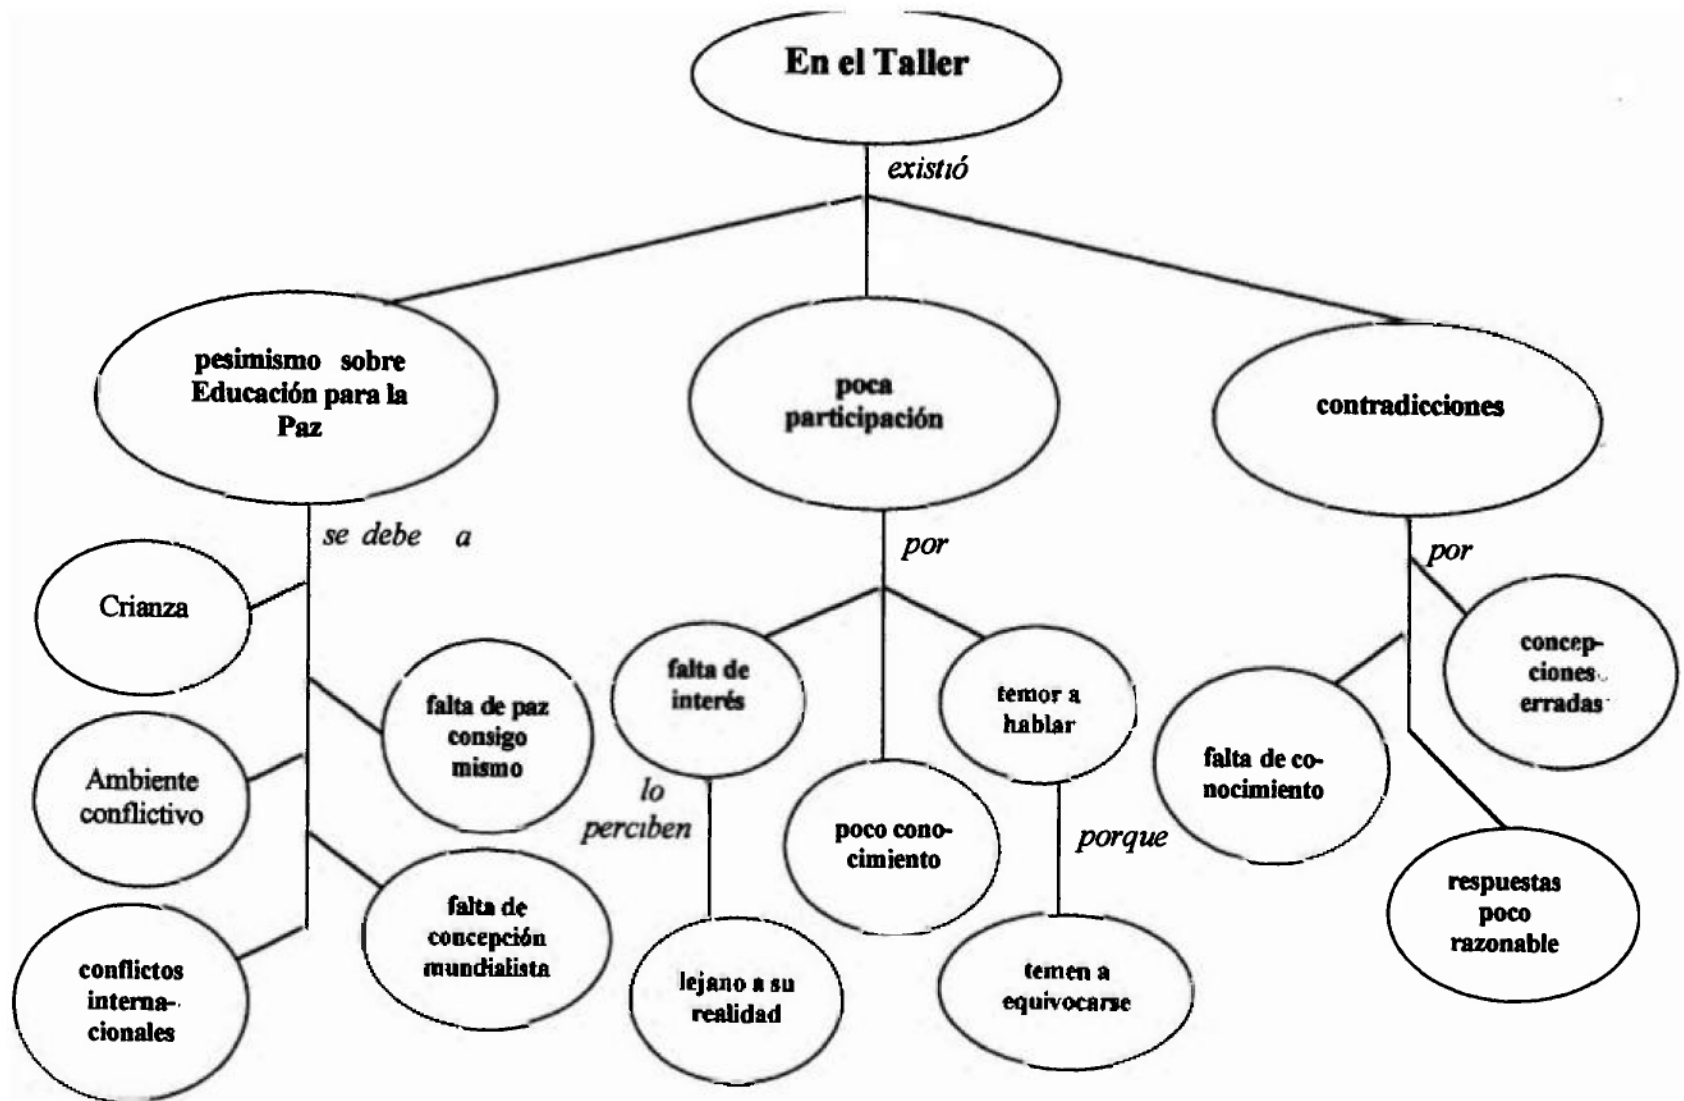 En el Taller
existió
pesimismo sobre
Educación para la
Paz
poca
participación
contradicciones
se debe a
por
por
Crianza
falta de paz
consigo
mismo
Ambiente
conflictivo
falta de
concepción
mundialista
conflictos
interna-
cionales
falta de
interés
lo
perciben
lejano a su
realidad
poco cono-
cimiento
temor a
hablar
porque
temen a
equivocarse
falta de co-
nocimiento
concep-
ciones
erradas
respuestas
poco
razonable